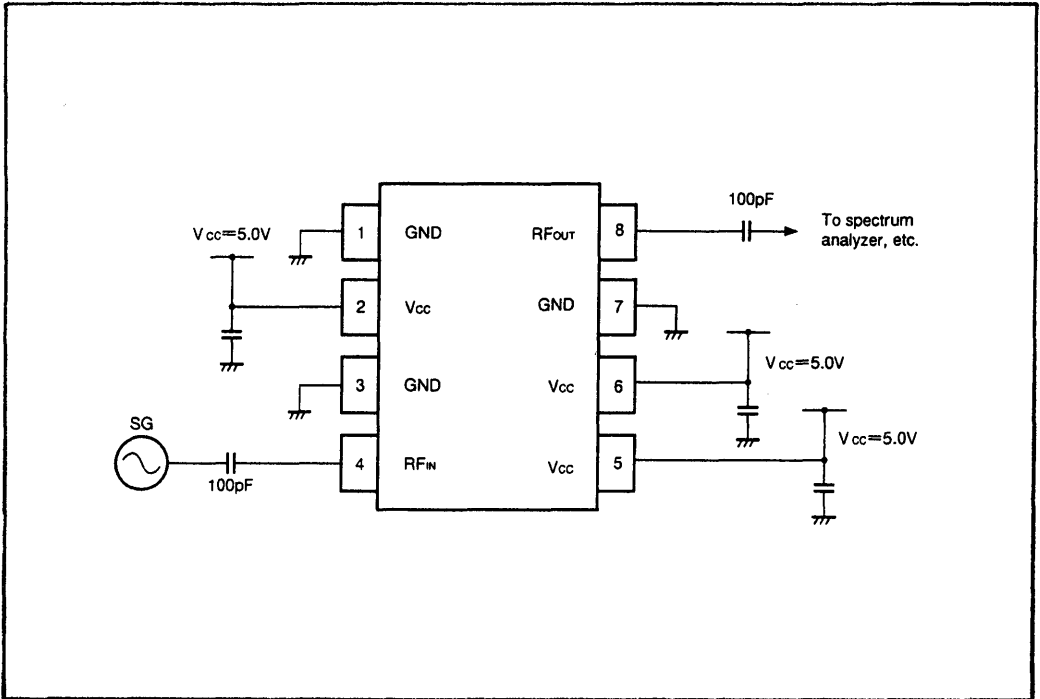 Vcc=5.0V
1 GND
2 Vcc
3 GND
4 RFIN
SG
100pF
RFOUT 8
GND 7
Vcc 6
Vcc 5
100pF
To spectrum
analyzer, etc.
Vcc=5.0V
Vcc=5.0V